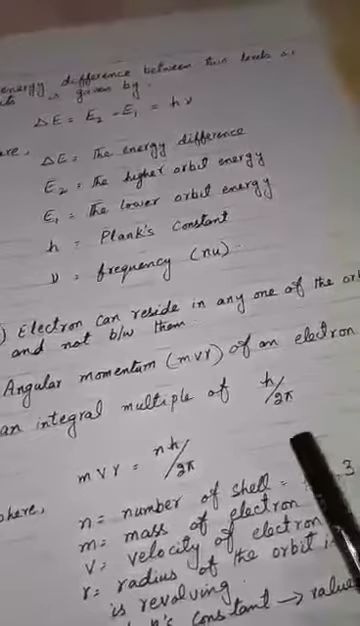 energy difference between two levels
is given by
ΔE = E2 - E1 = hν
ΔE = The energy difference
E2 = the higher orbit energy
E1 = The lower orbit energy
h = Plank's Constant
ν = frequency (nu).
) Electron can reside in any one of the
and not b/w them
Angular momentum (mvr) of an electron
an integral multiple of h/2π
mvr = nh/2π
where,
n = number of shell = 3
m = mass of electron
v = velocity of electron
r = radius of the orbit
is revolving.
constant → value